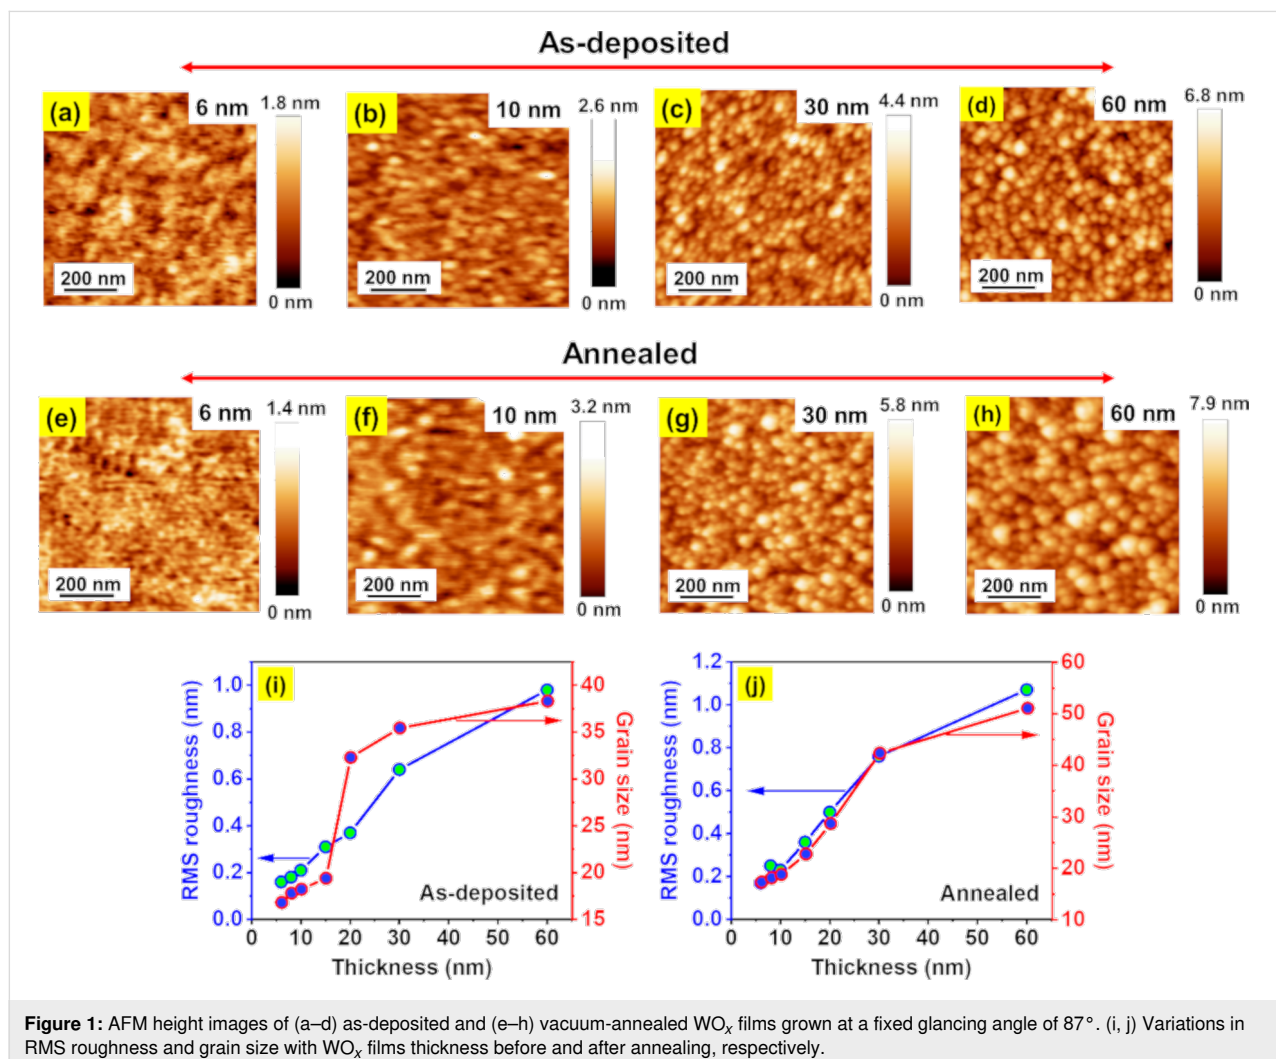 As-deposited
(a) 6 nm 1.8 nm
(b) 10 nm 2.6 nm
(c) 30 nm 4.4 nm
(d) 60 nm 6.8 nm
200 nm 0 nm
200 nm 0 nm
200 nm 0 nm
200 nm 0 nm
Annealed
(e) 6 nm 1.4 nm
(f) 10 nm 3.2 nm
(g) 30 nm 5.8 nm
(h) 60 nm 7.9 nm
200 nm 0 nm
200 nm 0 nm
200 nm 0 nm
200 nm 0 nm
(i)
RMS roughness (nm)
1.0
0.8
0.6
0.4
0.2
0.0
40
35
30
25
20
15
Grain size (nm)
As-deposited
0 10 20 30 40 50 60
Thickness (nm)
(j)
RMS roughness (nm)
1.2
1.0
0.8
0.6
0.4
0.2
0.0
60
50
40
30
20
10
Grain size (nm)
Annealed
0 10 20 30 40 50 60
Thickness (nm)
Figure 1: AFM height images of (a–d) as-deposited and (e–h) vacuum-annealed WOx films grown at a fixed glancing angle of 87°. (i, j) Variations in
RMS roughness and grain size with WOx films thickness before and after annealing, respectively.